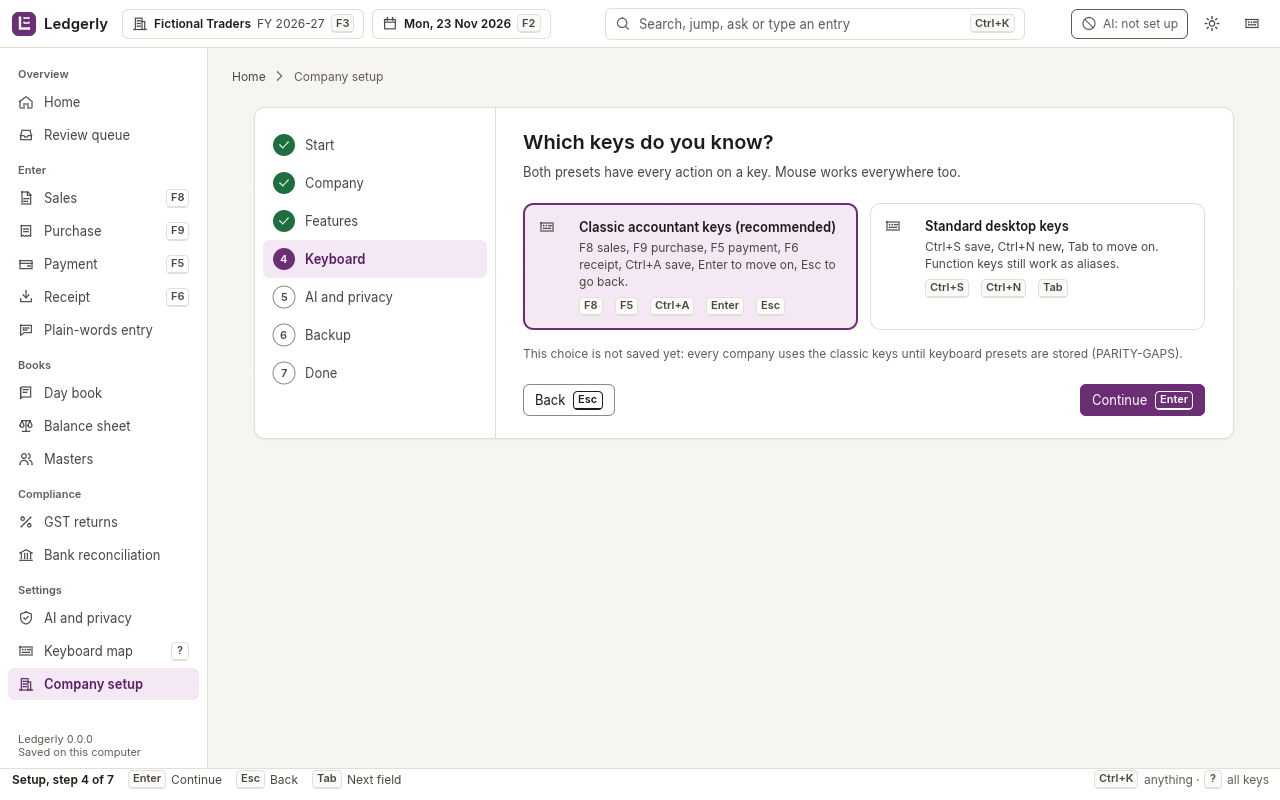 Ledgerly
Fictional Traders FY 2026-27 F3
Mon, 23 Nov 2026 F2
Search, jump, ask or type an entry Ctrl+K
AI: not set up
Overview
Home
Review queue
Enter
Sales F8
Purchase F9
Payment F5
Receipt F6
Plain-words entry
Books
Day book
Balance sheet
Masters
Compliance
GST returns
Bank reconciliation
Settings
AI and privacy
Keyboard map ?
Company setup
Ledgerly 0.0.0
Saved on this computer
Home Company setup
Start
Company
Features
4 Keyboard
5 AI and privacy
6 Backup
7 Done
Which keys do you know?
Both presets have every action on a key. Mouse works everywhere too.
Classic accountant keys (recommended)
F8 sales, F9 purchase, F5 payment, F6
receipt, Ctrl+A save, Enter to move on, Esc to
go back.
F8 F5 Ctrl+A Enter Esc
Standard desktop keys
Ctrl+S save, Ctrl+N new, Tab to move on.
Function keys still work as aliases.
Ctrl+S Ctrl+N Tab
This choice is not saved yet: every company uses the classic keys until keyboard presets are stored (PARITY-GAPS).
Back Esc
Continue Enter
Setup, step 4 of 7 Enter Continue Esc Back Tab Next field
Ctrl+K anything · ? all keys